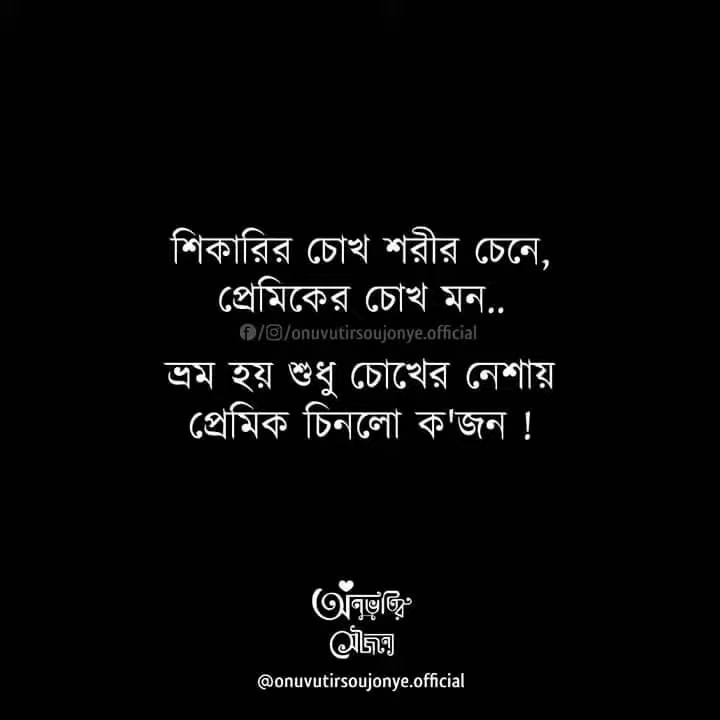 শিকারির চোখ শরীর চেনে,
প্রেমিকের চোখ মন..
/onuvutirsoujonye.official
ভ্রম হয় শুধু চোখের নেশায়
প্রেমিক চিনলো ক'জন !
অনুভূতির
সৌজন্যে
@onuvutirsoujonye.official